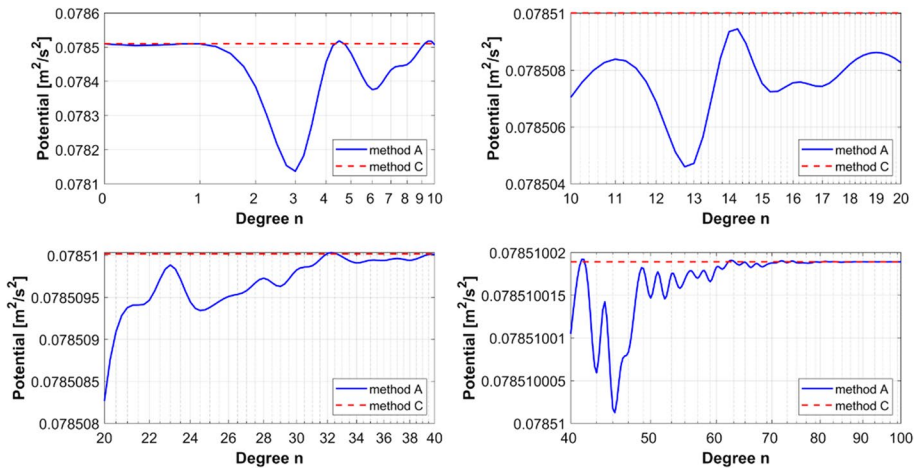 0.0786
0.0785
0.0784
0.0783
0.0782
0.0781
Potential [m²/s²]
0 1 2 3 4 5 6 7 8 9 10
Degree n
method A
method C
0.07851
0.078508
0.078506
0.078504
Potential [m²/s²]
10 11 12 13 14 15 16 17 18 19 20
Degree n
method A
method C
0.07851
0.0785095
0.078509
0.0785085
0.078508
Potential [m²/s²]
20 22 24 26 28 30 32 34 36 38 40
Degree n
method A
method C
0.07851002
0.078510015
0.07851001
0.078510005
0.07851
Potential [m²/s²]
40 50 60 70 80 90 100
Degree n
method A
method C